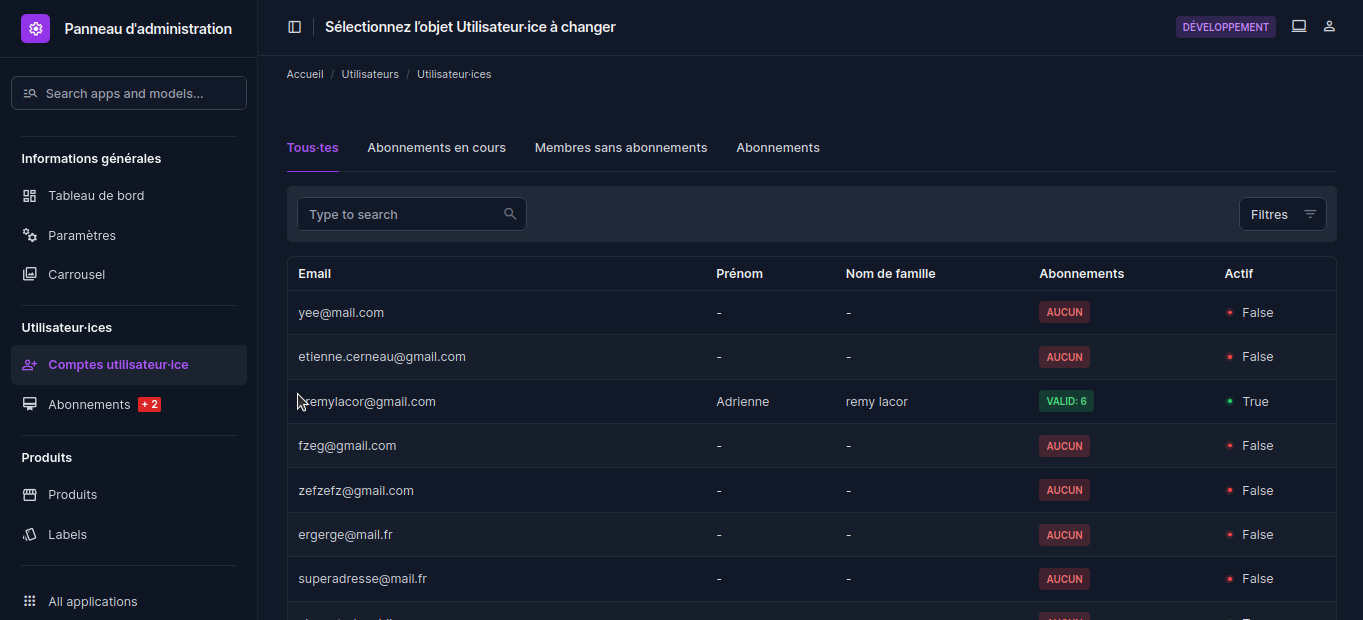 Panneau d'administration
Sélectionnez l'objet Utilisateur·ice à changer
DÉVELOPPEMENT
Search apps and models...
Accueil / Utilisateurs / Utilisateur·ices
Informations générales
Tableau de bord
Paramètres
Carrousel
Utilisateur·ices
Comptes utilisateur·ice
Abonnements + 2
Produits
Produits
Labels
All applications
Tous·tes Abonnements en cours Membres sans abonnements Abonnements
Type to search
Filtres
Email Prénom Nom de famille Abonnements Actif
yee@mail.com - - AUCUN False
etienne.cerneau@gmail.com - - AUCUN False
remylacor@gmail.com Adrienne remy lacor VALID: 6 True
fzeg@gmail.com - - AUCUN False
zefzefz@gmail.com - - AUCUN False
ergerge@mail.fr - - AUCUN False
superadresse@mail.fr - - AUCUN False